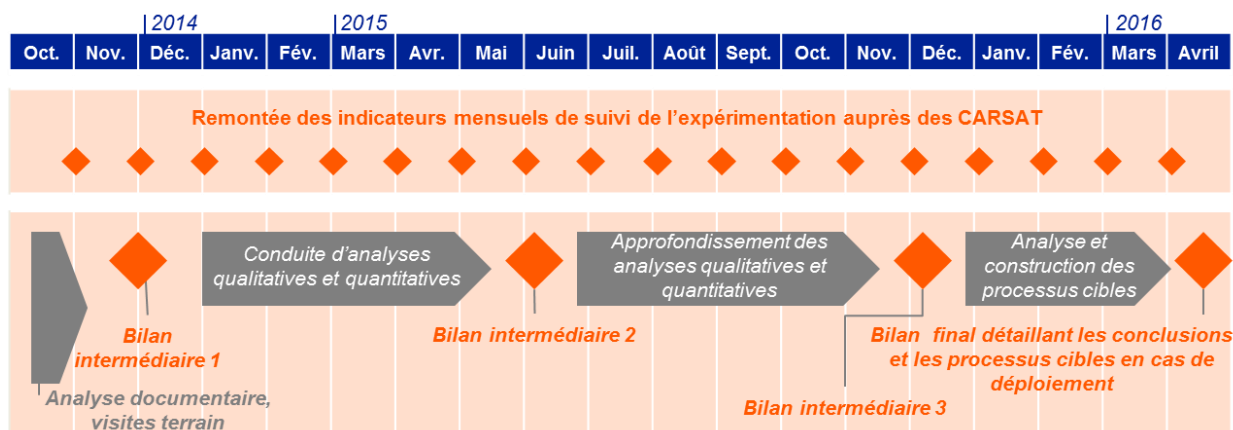 | 2014
| 2015
| 2016
Oct. Nov. Déc. Janv. Fév. Mars Avr. Mai Juin Juil. Août Sept. Oct. Nov. Déc. Janv. Fév. Mars Avril
Remontée des indicateurs mensuels de suivi de l’expérimentation auprès des CARSAT
Conduite d’analyses
qualitatives et quantitatives
Approfondissement des
analyses qualitatives et
quantitatives
Analyse et
construction des
processus cibles
Bilan
intermédiaire 1
Bilan intermédiaire 2
Bilan final détaillant les conclusions
et les processus cibles en cas de
déploiement
Bilan intermédiaire 3
Analyse documentaire,
visites terrain